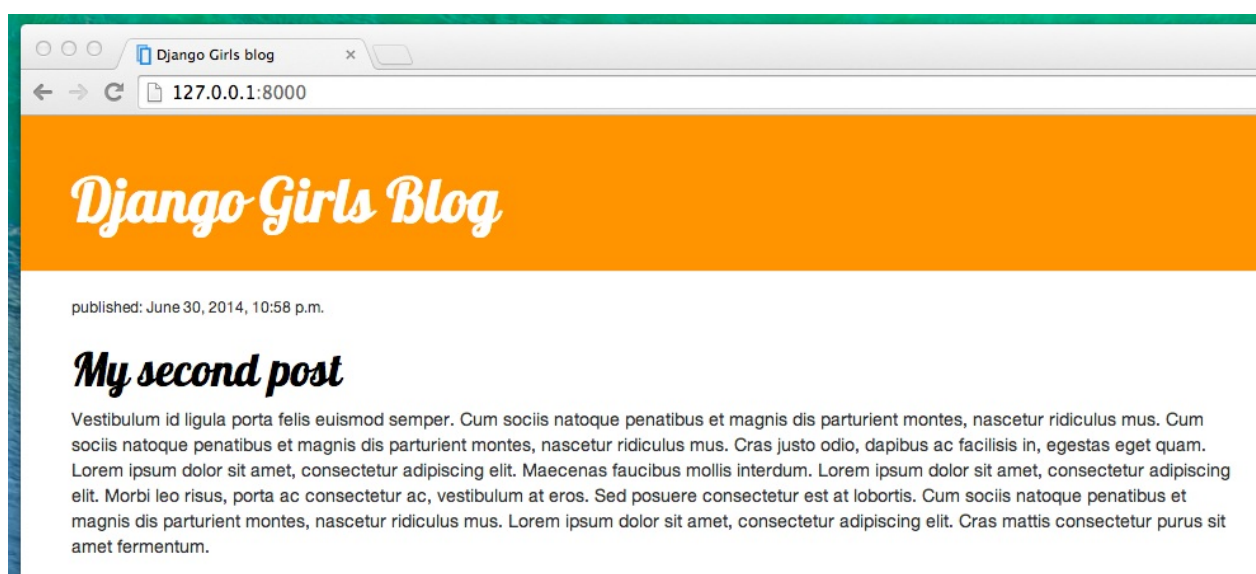 Django Girls blog
127.0.0.1:8000
Django Girls Blog
published: June 30, 2014, 10:58 p.m.
My second post
Vestibulum id ligula porta felis euismod semper. Cum sociis natoque penatibus et magnis dis parturient montes, nascetur ridiculus mus. Cum
sociis natoque penatibus et magnis dis parturient montes, nascetur ridiculus mus. Cras justo odio, dapibus ac facilisis in, egestas eget quam.
Lorem ipsum dolor sit amet, consectetur adipiscing elit. Maecenas faucibus mollis interdum. Lorem ipsum dolor sit amet, consectetur adipiscing
elit. Morbi leo risus, porta ac consectetur ac, vestibulum at eros. Sed posuere consectetur est at lobortis. Cum sociis natoque penatibus et
magnis dis parturient montes, nascetur ridiculus mus. Lorem ipsum dolor sit amet, consectetur adipiscing elit. Cras mattis consectetur purus sit
amet fermentum.